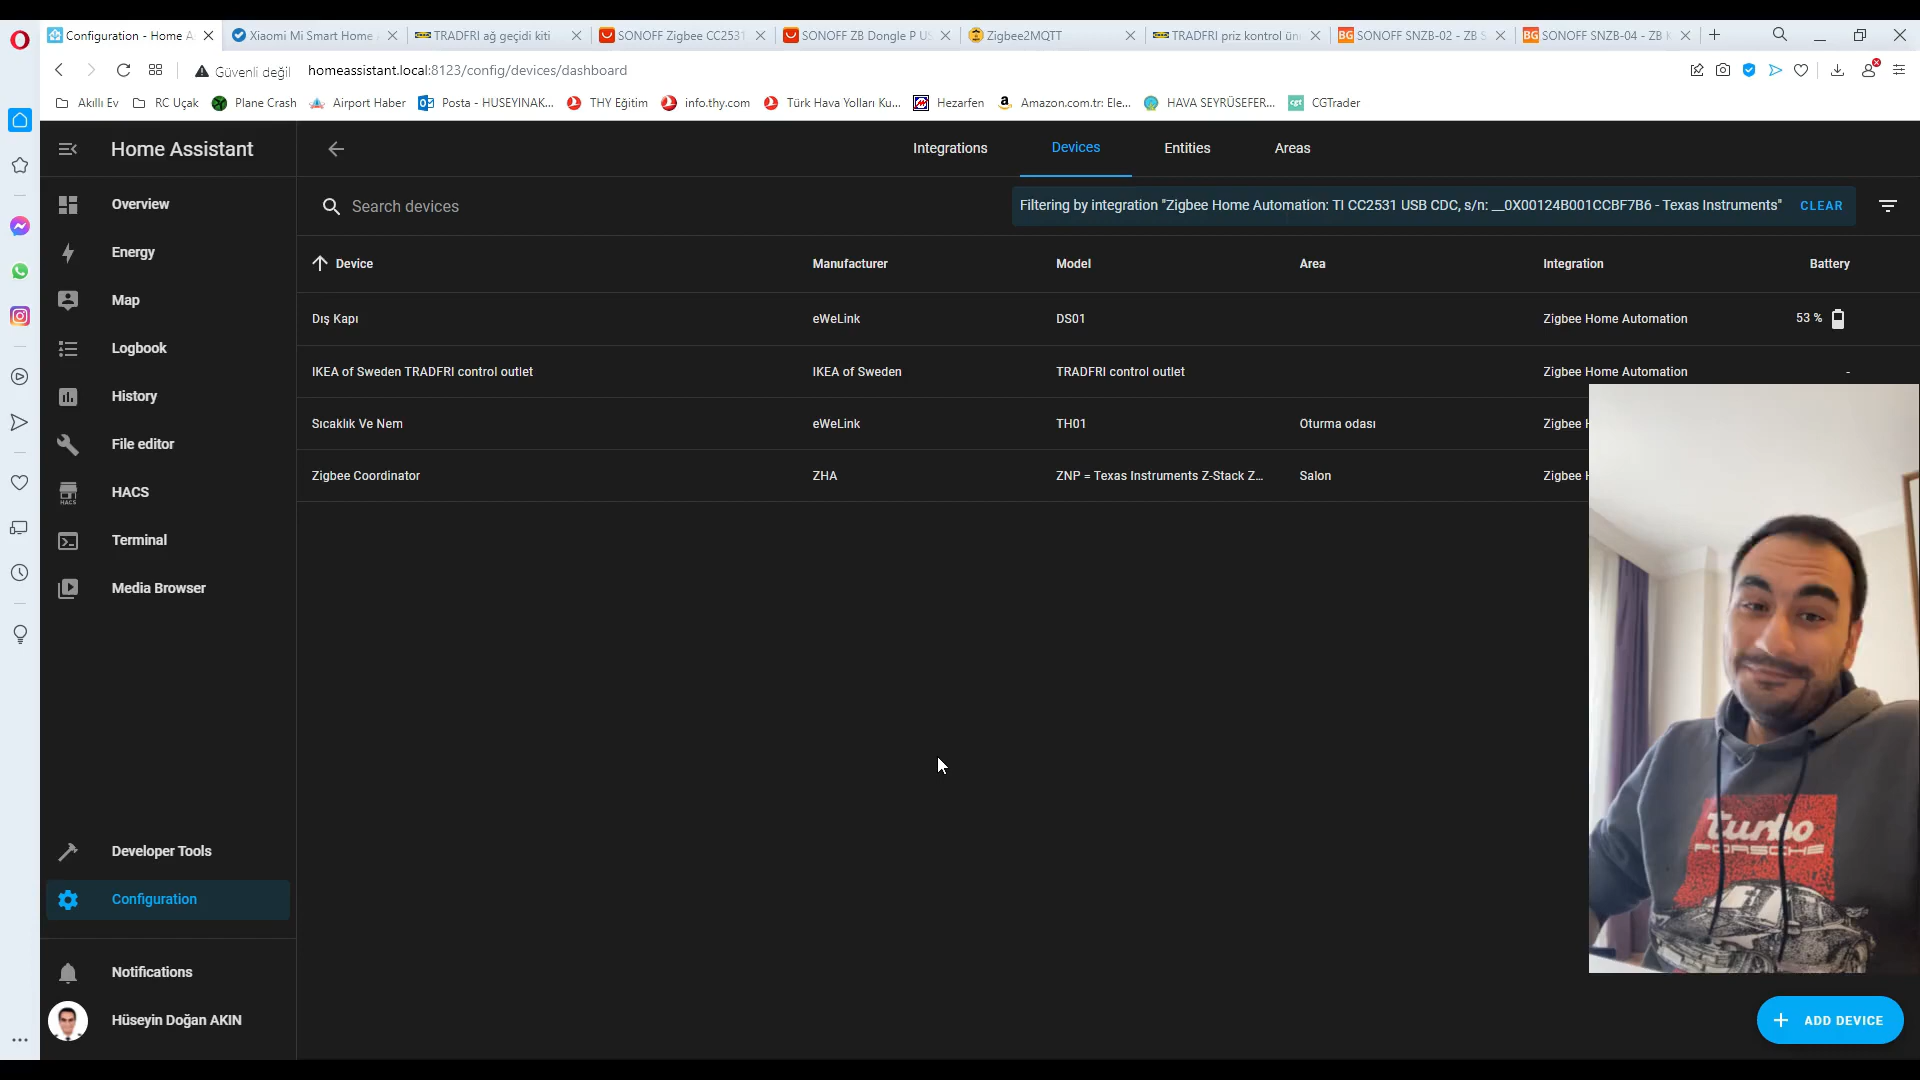 Configuration - Home A
Xiaomi Mi Smart Home
TRADFRI ağ geçidi kiti
SONOFF Zigbee CC2531
SONOFF ZB Dongle P US
Zigbee2MQTT
TRADFRI priz kontrol ün
BG SONOFF SNZB-02 - ZB S
BG SONOFF SNZB-04 - ZB K
Güvenli değil
homeassistant.local:8123/config/devices/dashboard
Akıllı Ev
RC Uçak
Plane Crash
Airport Haber
Posta - HUSEYINAK...
THY Eğitim
info.thy.com
Türk Hava Yolları Ku...
Hezarfen
Amazon.com.tr: Ele...
HAVA SEYRÜSEFER...
CGTrader
Home Assistant
Integrations
Devices
Entities
Areas
Overview
Energy
Map
Logbook
History
File editor
HACS
HACS
Terminal
Media Browser
Developer Tools
Configuration
Notifications
Hüseyin Doğan AKIN
Search devices
Filtering by integration "Zigbee Home Automation: TI CC2531 USB CDC, s/n: __0X00124B001CCBF7B6 - Texas Instruments" CLEAR
Device Manufacturer Model Area Integration Battery
Dış Kapı eWeLink DS01 Zigbee Home Automation 53 %
IKEA of Sweden TRADFRI control outlet IKEA of Sweden TRADFRI control outlet Zigbee Home Automation -
Sıcaklık Ve Nem eWeLink TH01 Oturma odası Zigbee H
Zigbee Coordinator ZHA ZNP = Texas Instruments Z-Stack Z... Salon Zigbee H
Turbo
PORSCHE
+ ADD DEVICE